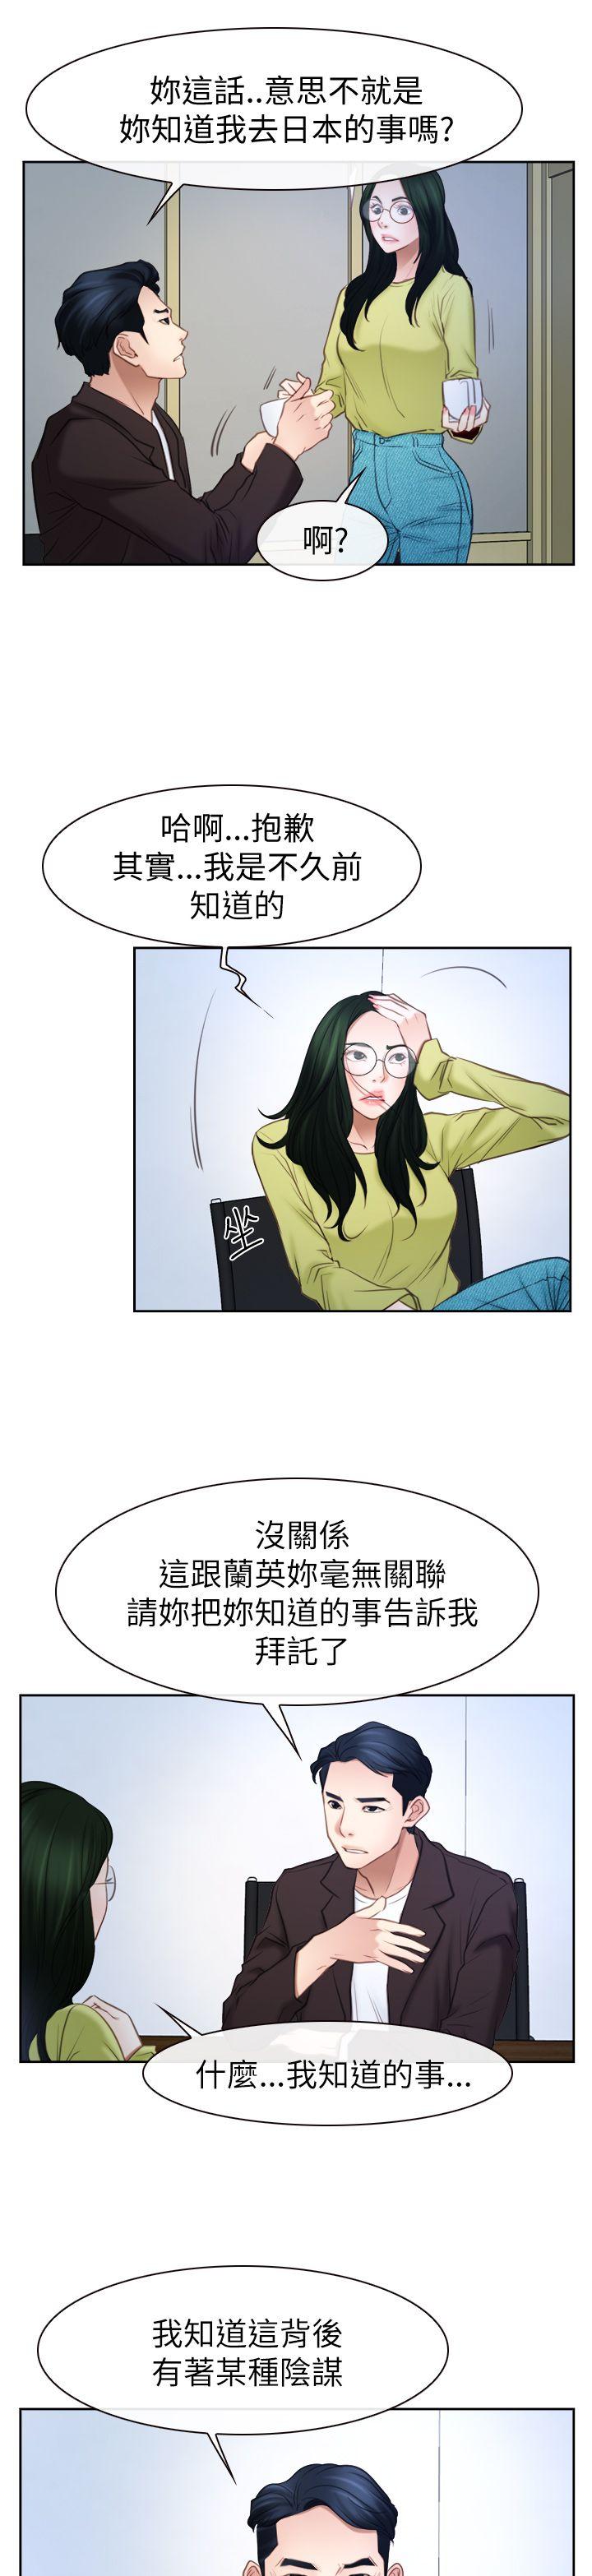 妳這話..意思不就是
妳知道我去日本的事嗎?
啊?
哈啊...抱歉
其實...我是不久前
知道的
坐
沒關係
這跟蘭英妳毫無關聯
請妳把妳知道的事告訴我
拜託了
什麼...我知道的事...
我知道這背後
有著某種陰謀